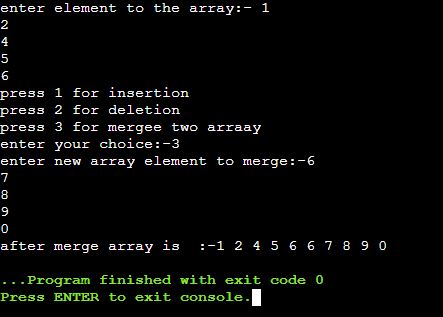 enter element to the array:- 1
2
4
5
6
press 1 for insertion
press 2 for deletion
press 3 for mergee two arraay
enter your choice:-3
enter new array element to merge:-6
7
8
9
0
after merge array is  :-1 2 4 5 6 6 7 8 9 0
...Program finished with exit code 0
Press ENTER to exit console.